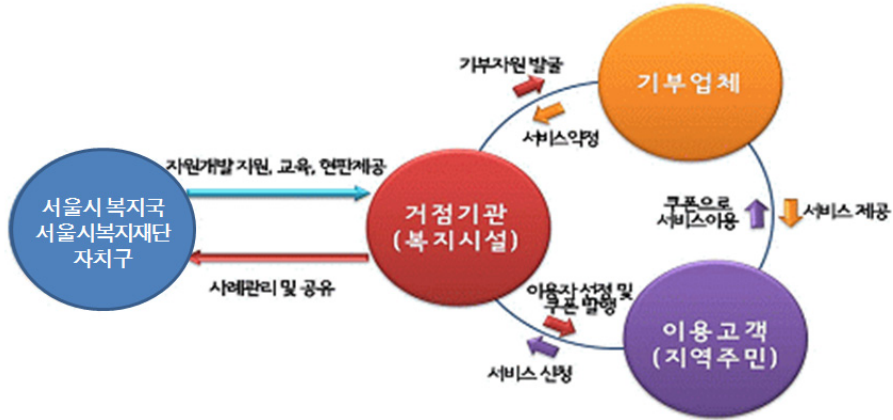 기부자원 발굴
기부업체
서비스약정
자원개발 지원, 교육, 현판제공
서울시 복지국
서울시복지재단
자치구
거점기관
(복지시설)
쿠폰으로
서비스이용
서비스 제공
사례관리 및 공유
이용자 선정 및
쿠폰 발행
이용고객
(지역주민)
서비스 신청